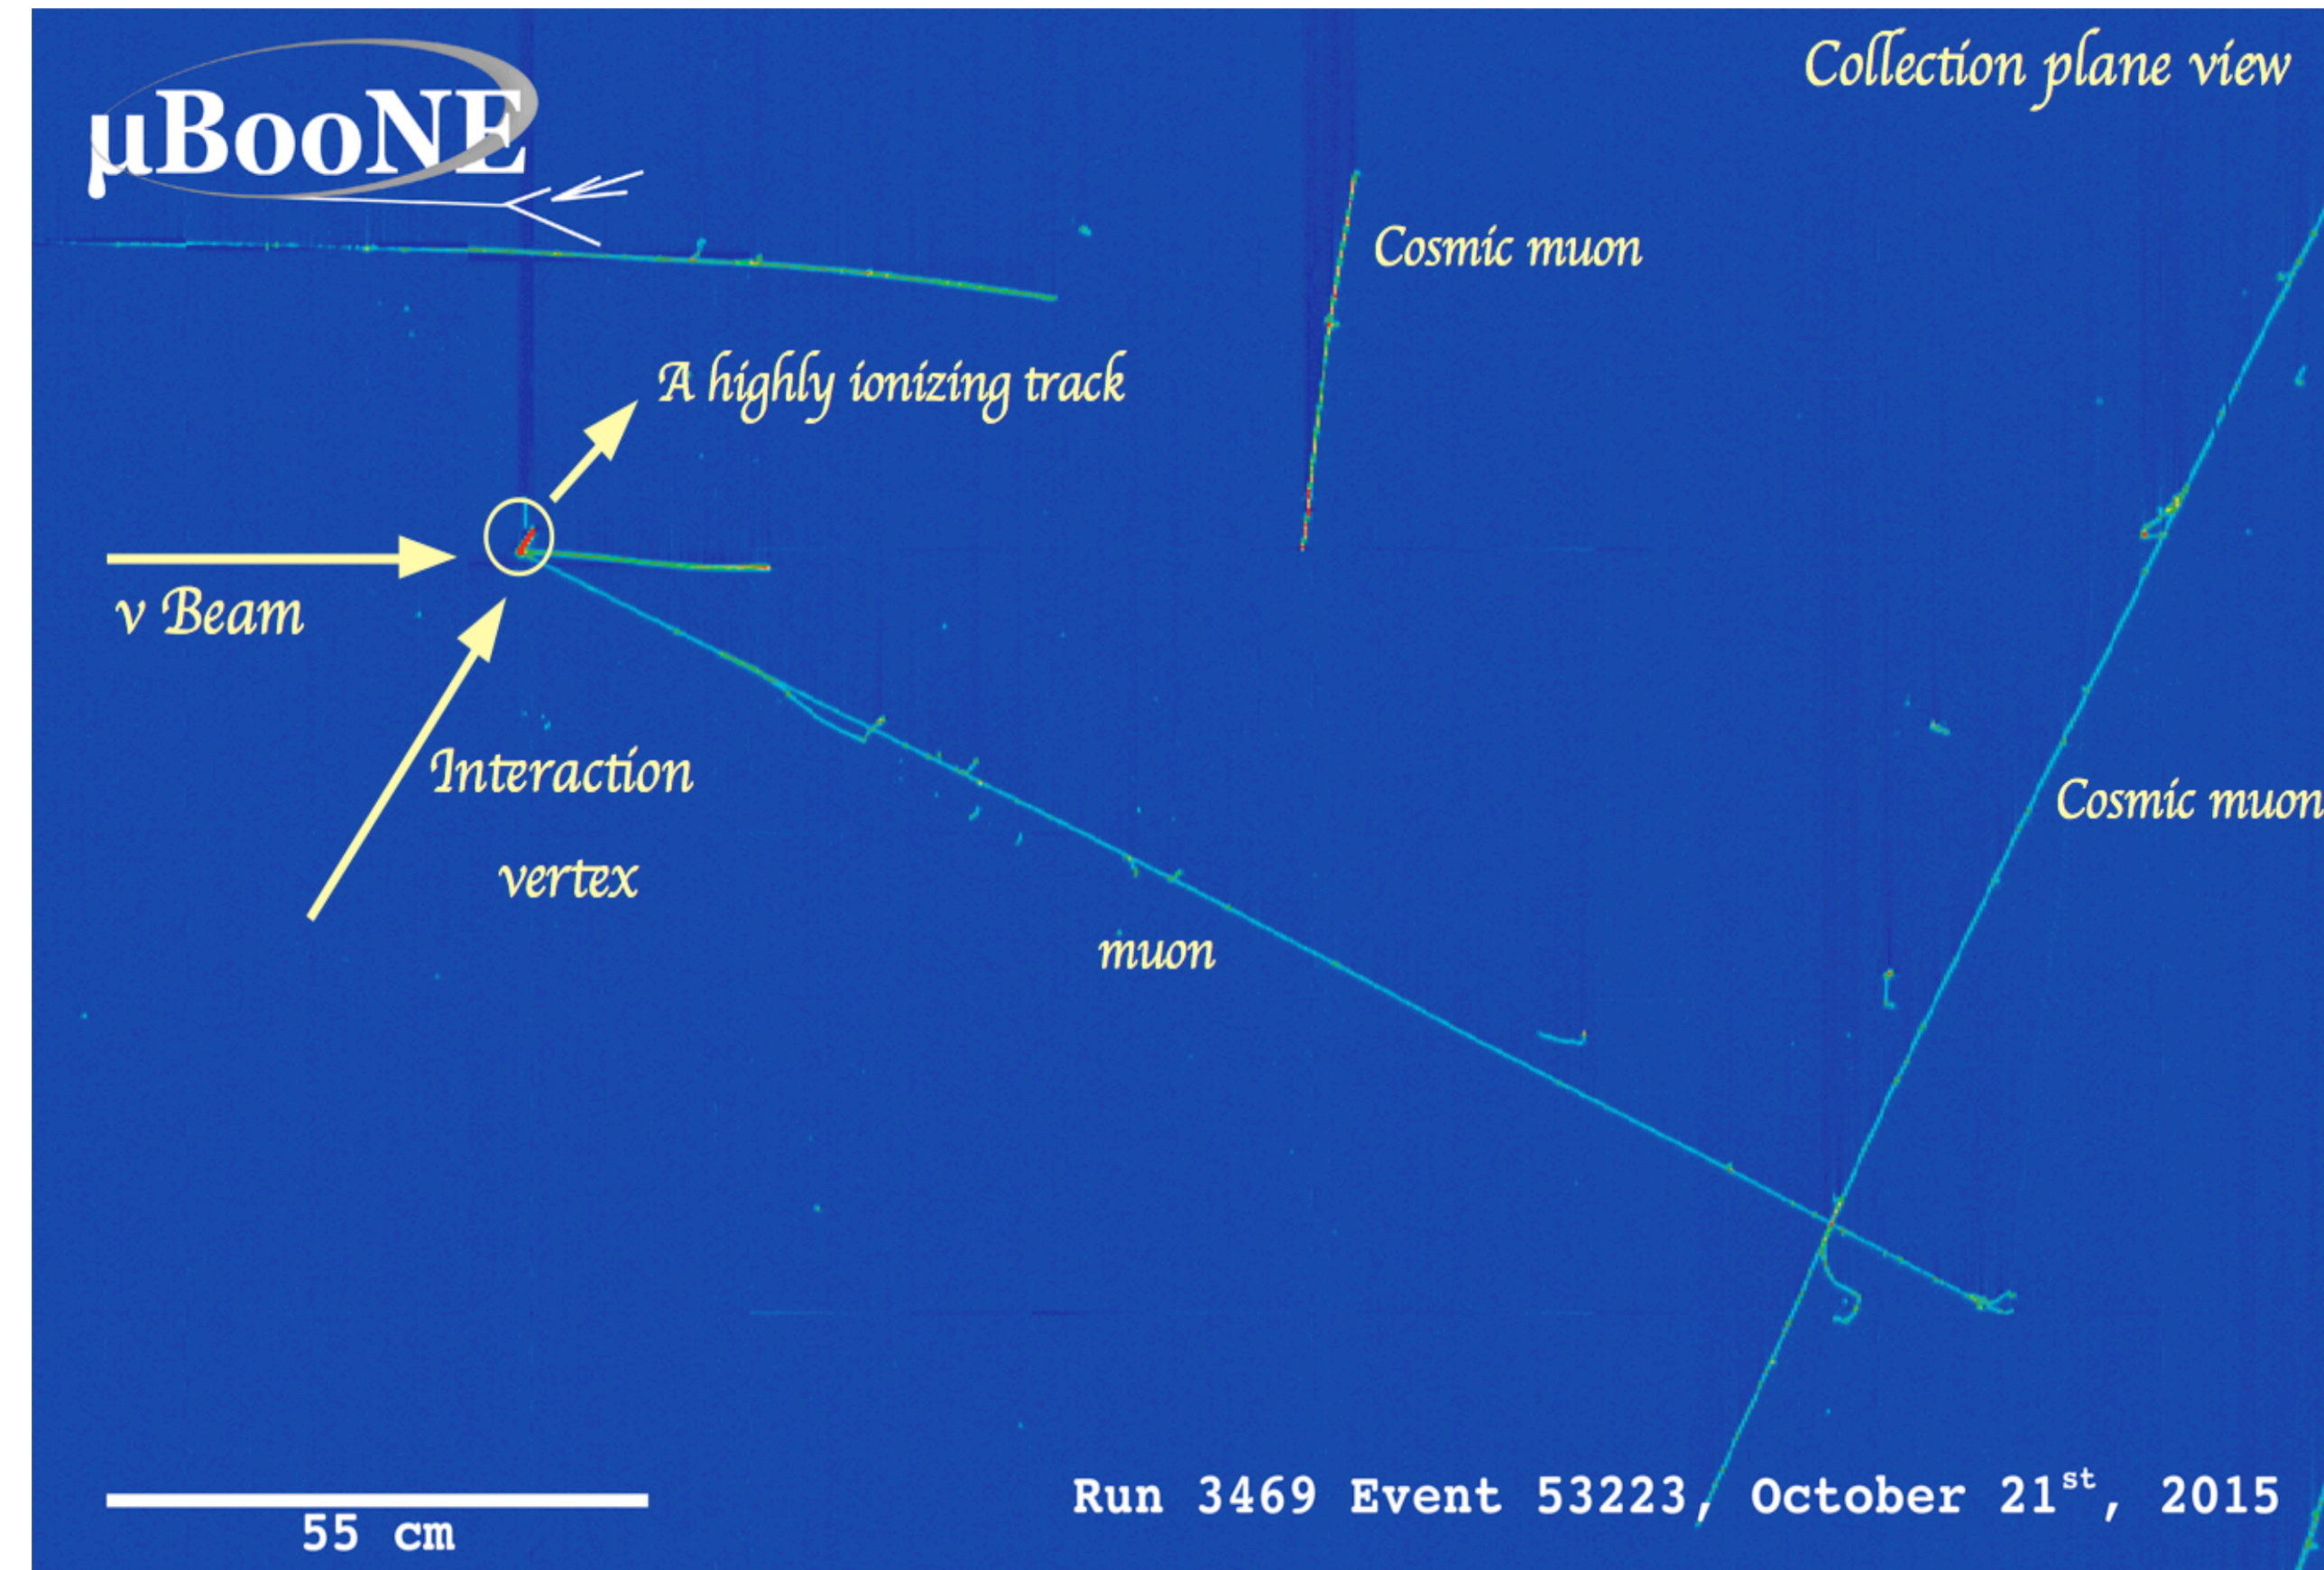 µBooNE
Collection plane view
Cosmic muon
A highly ionizing track
ν Beam
Interaction
vertex
Cosmic muon
muon
Run 3469 Event 53223, October 21st, 2015
55 cm